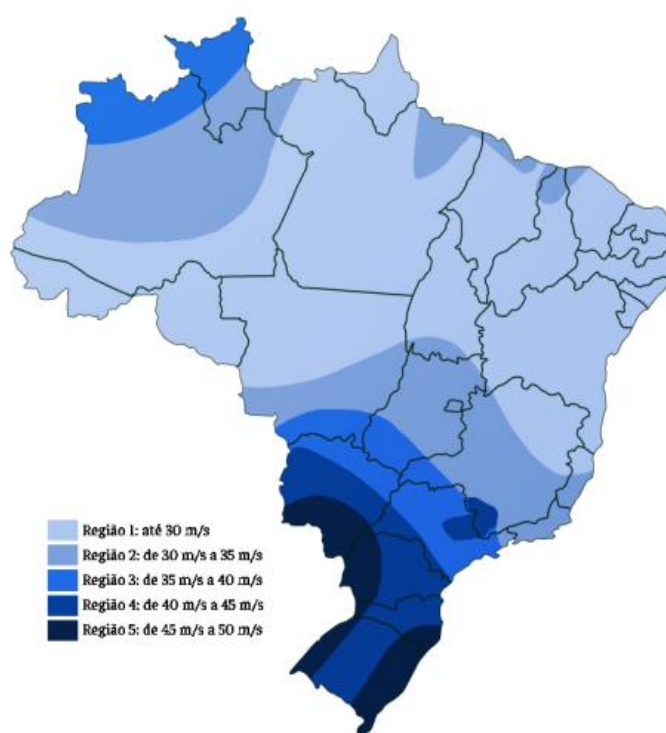 Região 1: até 30 m/s
Região 2: de 30 m/s a 35 m/s
Região 3: de 35 m/s a 40 m/s
Região 4: de 40 m/s a 45 m/s
Região 5: de 45 m/s a 50 m/s